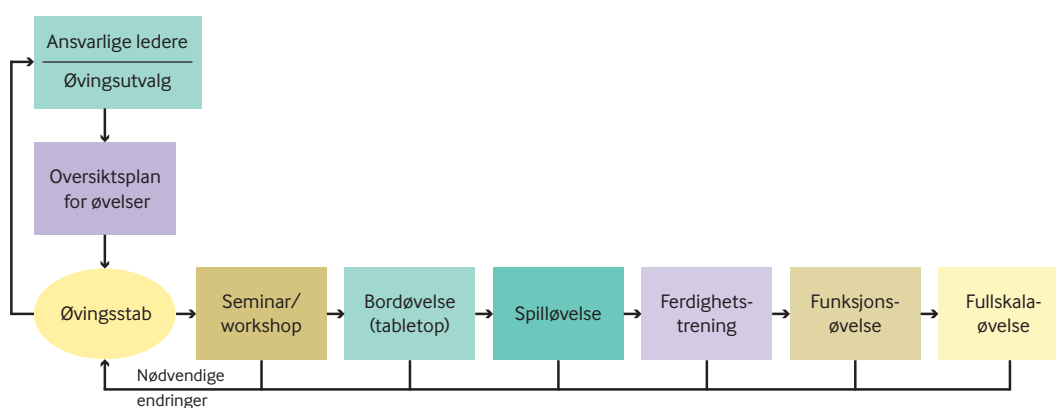 Ansvarlige ledere
Øvingsutvalg
Oversiktsplan
for øvelser
Øvingsstab
Seminar/
workshop
Bordøvelse
(tabletop)
Spilløvelse
Ferdighets-
trening
Funksjons-
øvelse
Fullskala-
øvelse
Nødvendige
endringer